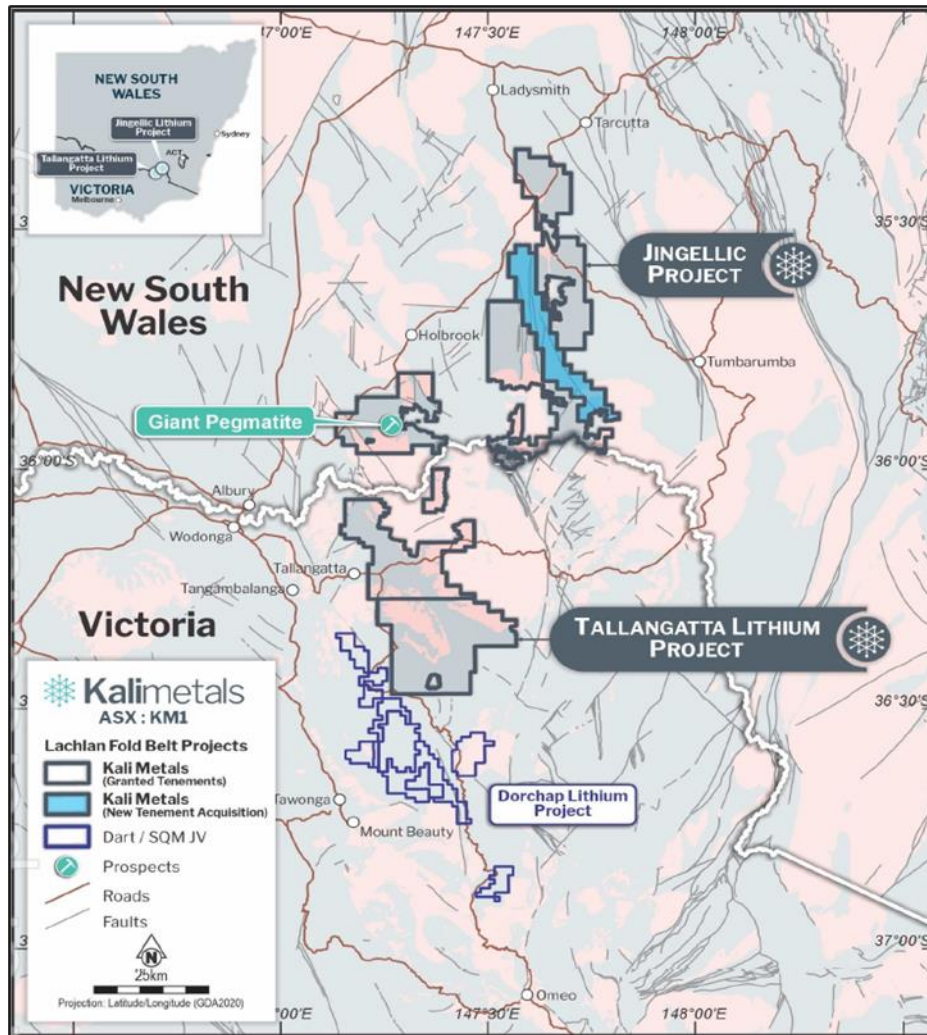 147°00'E
147°30'E
148°00'E
NEW SOUTH
WALES
Jingellic Lithium
Project
Sydney
ACT
Tallangatta Lithium
Project
VICTORIA
Melbourne
Ladysmith
Tarcutta
35°30'S
JINGELLIC
PROJECT
New South
Wales
Holbrook
Tumbarumba
Giant Pegmatite
36°00'S
36°00'S
Albury
Wodonga
Tallangatta
Tangambalanga
Victoria
TALLANGATTA LITHIUM
PROJECT
Kalimetals
ASX : KM1
36°30'S
Lachlan Fold Belt Projects
Kali Metals
(Granted Tenements)
Kali Metals
(New Tenement Acquisition)
Dart / SQM JV
Prospects
Roads
Faults
N
25km
Projection: Latitude/Longitude (GDA2020)
Dorchap Lithium
Project
Tawonga
Mount Beauty
37°00'S
Omeo
147°00'E
147°30'E
148°00'E